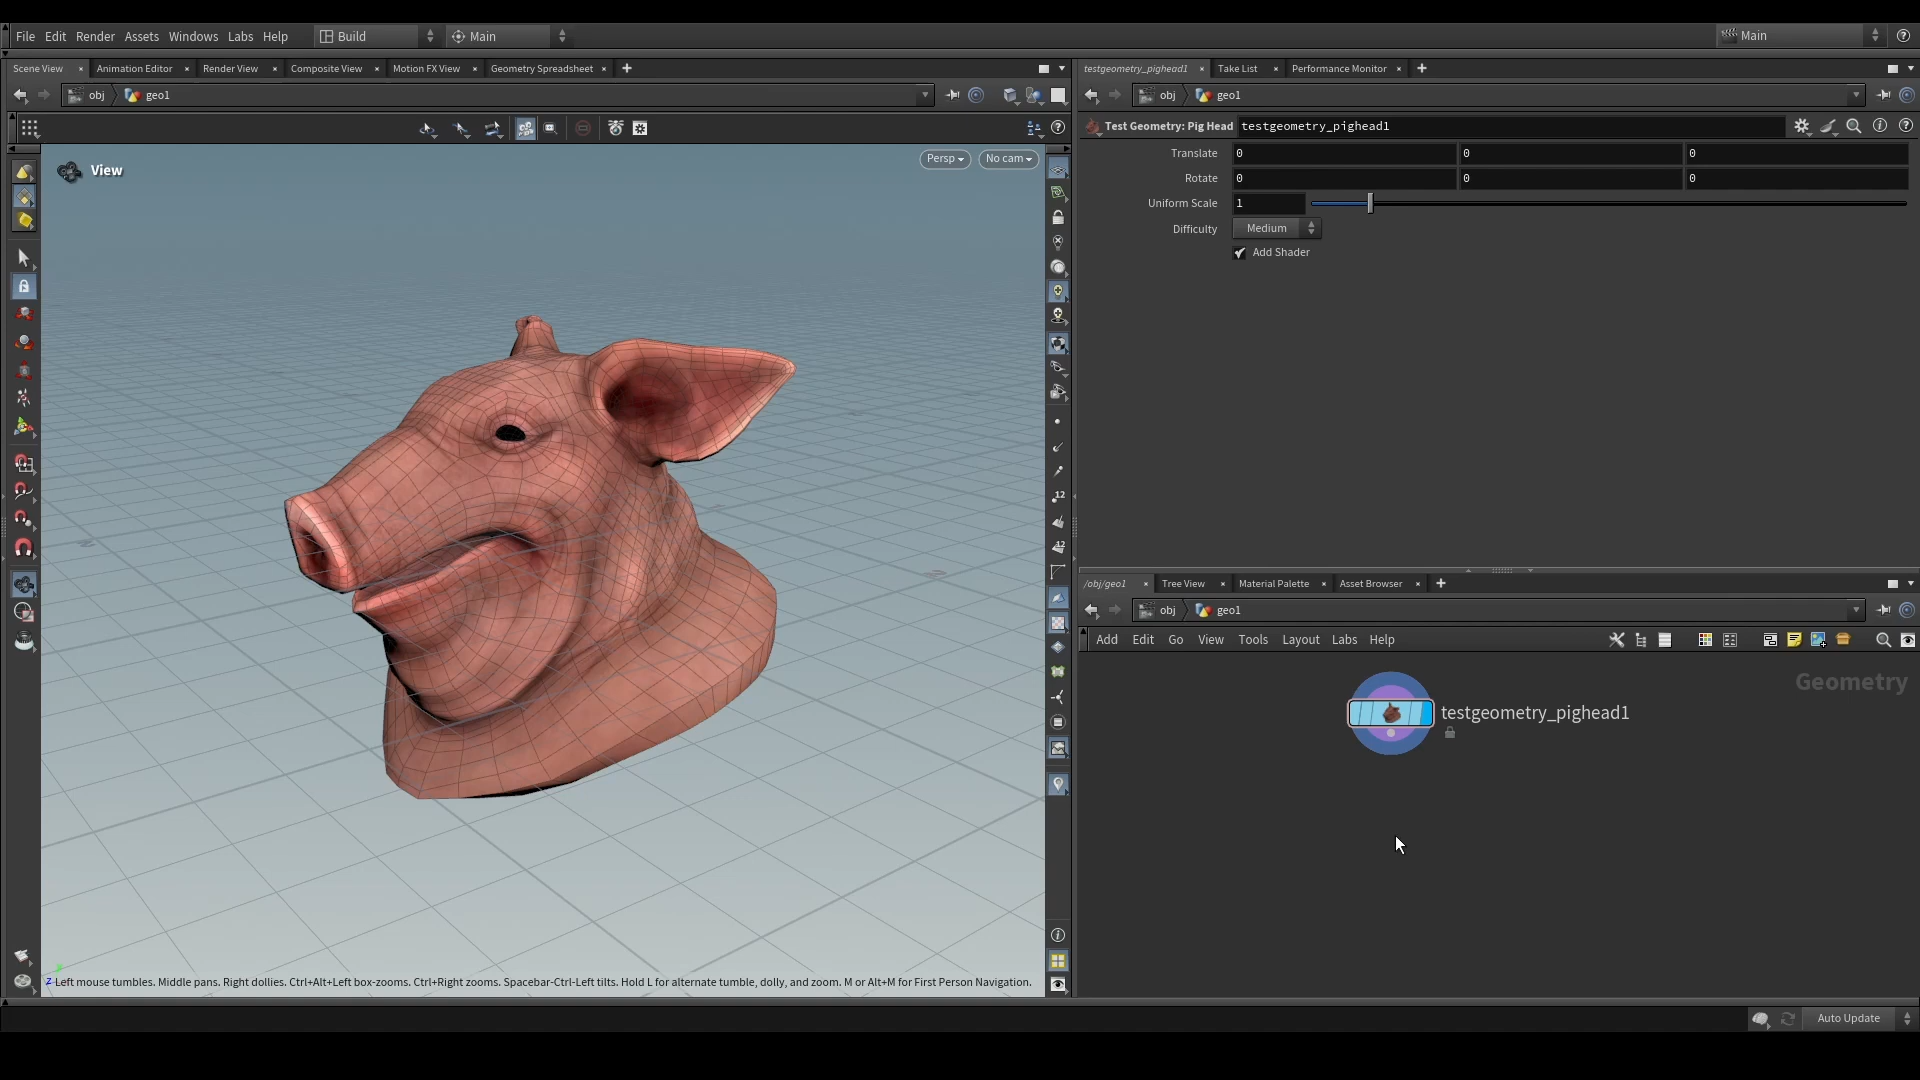 File Edit Render Assets Windows Labs Help Build Main Main
Scene View Animation Editor Render View Composite View Motion FX View Geometry Spreadsheet
obj geo1
View
Persp No cam
12
12
Z Left mouse tumbles. Middle pans. Right dollies. Ctrl+Alt+Left box-zooms. Ctrl+Right zooms. Spacebar-Ctrl-Left tilts. Hold L for alternate tumble, dolly, and zoom. M or Alt+M for First Person Navigation.
testgeometry_pighead1 Take List Performance Monitor
obj geo1
Test Geometry: Pig Head testgeometry_pighead1
Translate 0 0 0
Rotate 0 0 0
Uniform Scale 1
Difficulty Medium
Add Shader
/obj/geo1 Tree View Material Palette Asset Browser
obj geo1
Add Edit Go View Tools Layout Labs Help
Geometry
testgeometry_pighead1
Auto Update